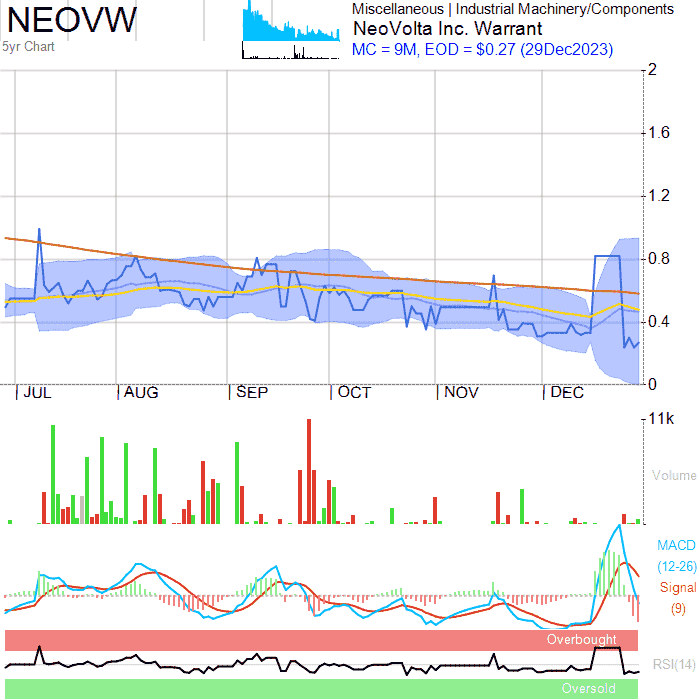 NEOVW
5yr Chart
Miscellaneous | Industrial Machinery/Components
NeoVolta Inc. Warrant
MC = 9M, EOD = $0.27 (29Dec2023)
2
1.6
1.2
0.8
0.4
0
JUL AUG SEP OCT NOV DEC
11k
Volume
MACD
(12-26)
Signal
(9)
Overbought
RSI(14)
Oversold